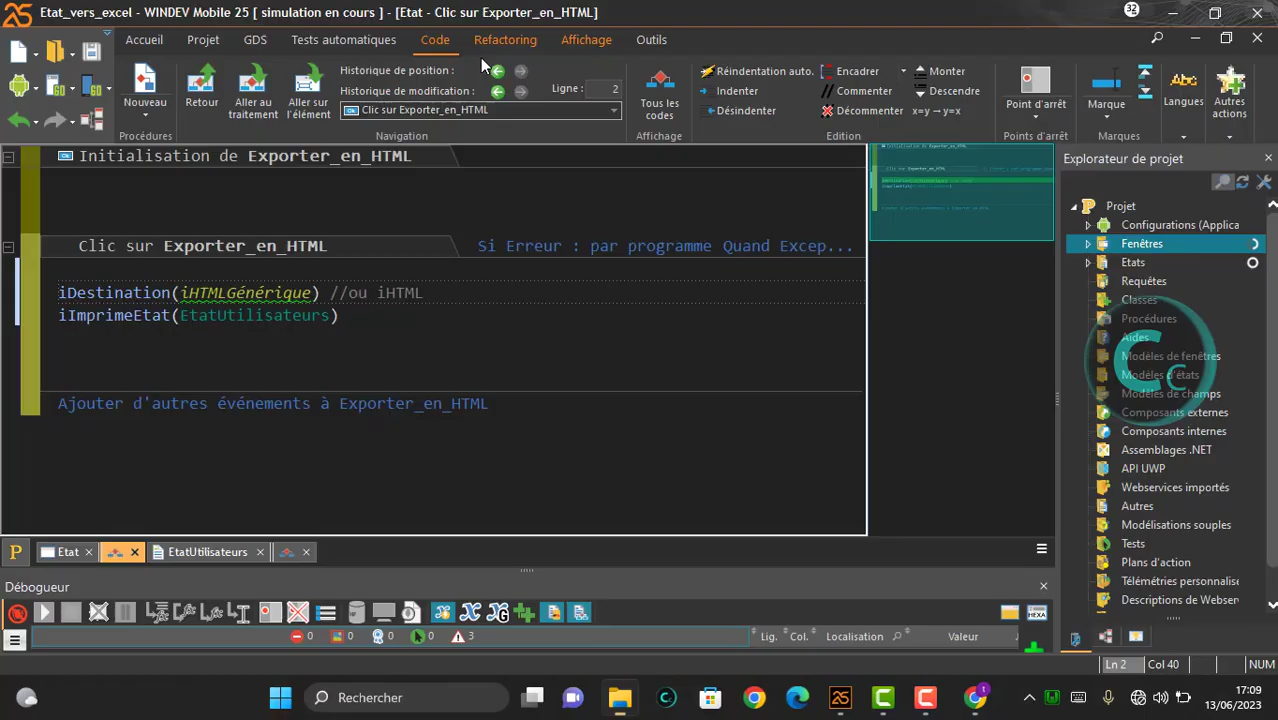 Etat_vers_excel - WINDEV Mobile 25 [ simulation en cours ] - [Etat - Clic sur Exporter_en_HTML]
32
Accueil
Projet
GDS
Tests automatiques
Code
Refactoring
Affichage
Outils
Nouveau
Procédures
Retour
Aller au traitement
Aller sur l'élément
Historique de position :
Historique de modification :
Ligne : 2
Clic sur Exporter_en_HTML
Navigation
Tous les codes
Affichage
Réindentation auto.
Indenter
Désindenter
Encadrer
Commenter
Décommenter
Monter
Descendre
x=y → y=x
Edition
Point d'arrêt
Points d'arrêt
Marque
Marques
Langues
Autres actions
Initialisation de Exporter_en_HTML
Clic sur Exporter_en_HTML
Si Erreur : par programme Quand Excep...
iDestination(iHTMLGénérique) //ou iHTML
iImprimeEtat(EtatUtilisateurs)
Ajouter d'autres événements à Exporter_en_HTML
Explorateur de projet
Projet
Configurations (Applica
Fenêtres
Etats
Requêtes
Classes
Procédures
Aides
Modèles de fenêtres
Modèles d'états
Modèles de champs
Composants externes
Composants internes
Assemblages .NET
API UWP
Webservices importés
Autres
Modélisations souples
Tests
Plans d'action
Télémétries personnalise
Descriptions de Webser
Etat
EtatUtilisateurs
Débogueur
HEXA
0 0 0 0 3
Lig. Col. Localisation Valeur
Ln 2 Col 40 NUM
Rechercher
17:09
13/06/2023